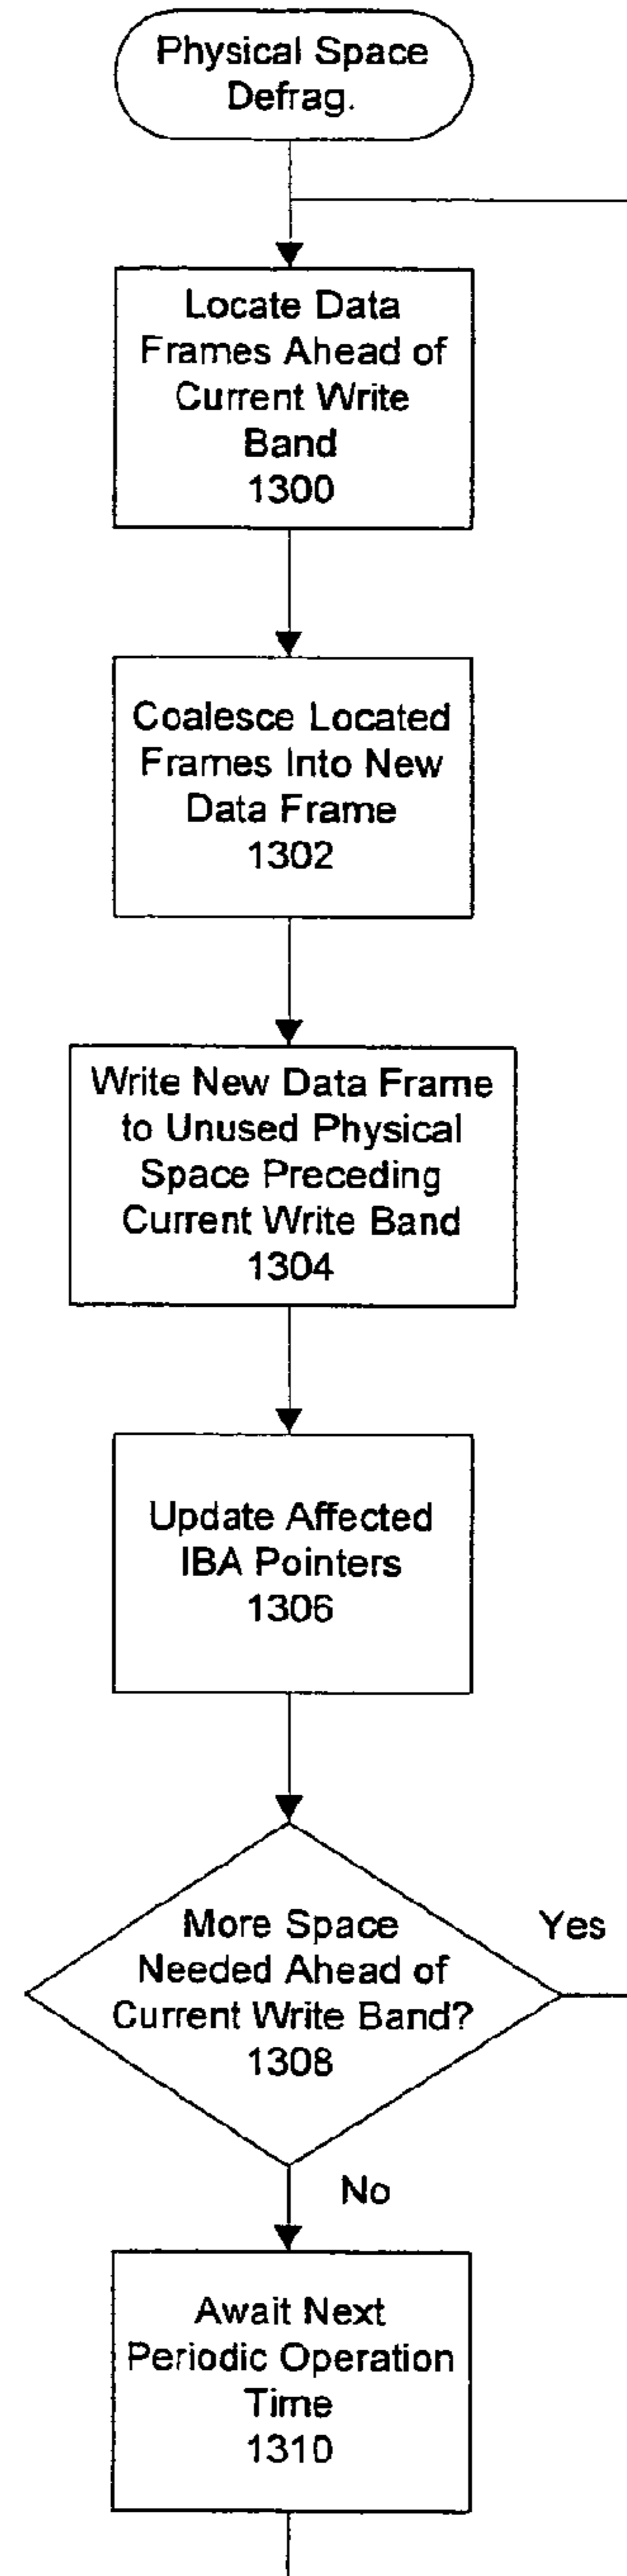 Physical Space
Defrag.
Locate Data
Frames Ahead of
Current Write
Band
1300
Coalesce Located
Frames Into New
Data Frame
1302
Write New Data Frame
to Unused Physical
Space Preceding
Current Write Band
1304
Update Affected
IBA Pointers
1306
More Space
Needed Ahead of
Current Write Band?
1308
Yes
No
Await Next
Periodic Operation
Time
1310